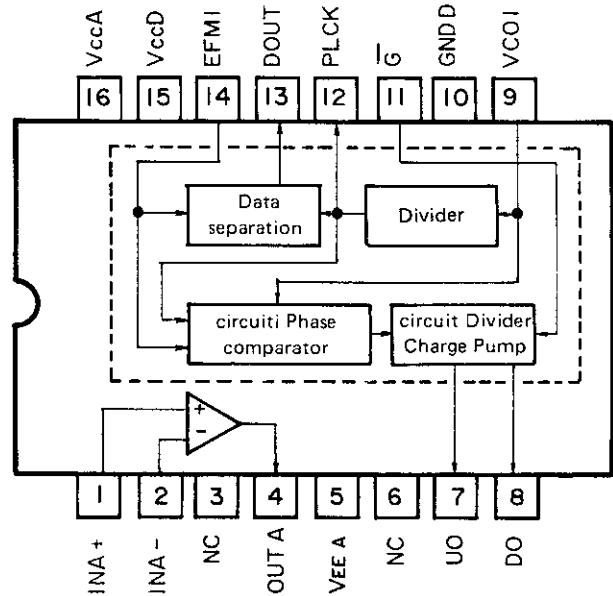 VccA
VccD
EFMI
DOUT
PLCK
G
GND D
VCOI
16
15
14
13
12
11
10
9
Data
separation
Divider
circuiti Phase
comparator
circuit Divider
Charge Pump
+
-
1
2
3
4
5
6
7
8
INA+
INA-
NC
OUT A
VEE A
NC
UO
DO